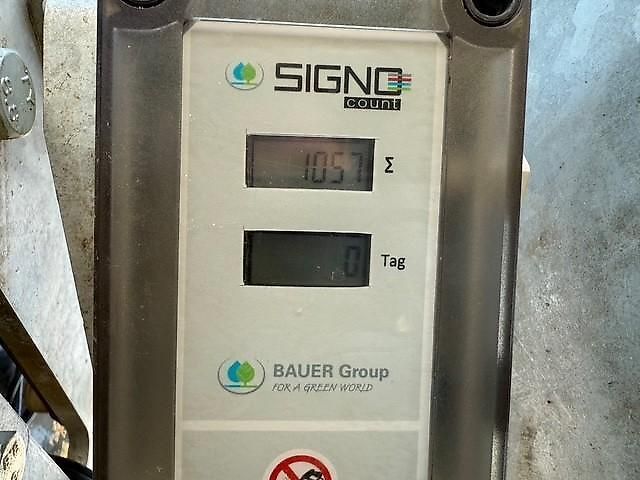 SIGNO
count
1057 Σ
0 Tag
BAUER Group
FOR A GREEN WORLD